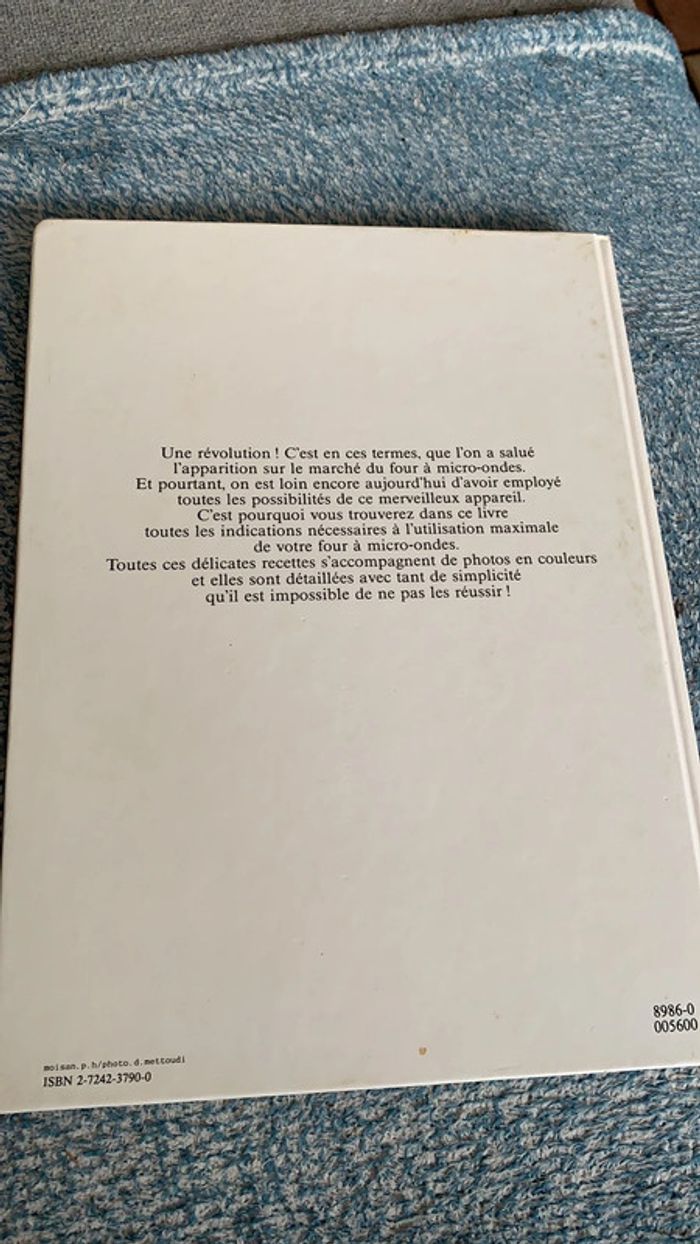 Une révolution ! C'est en ces termes, que l'on a salué
l'apparition sur le marché du four à micro-ondes.
Et pourtant, on est loin encore aujourd'hui d'avoir employé
toutes les possibilités de ce merveilleux appareil.
C'est pourquoi vous trouverez dans ce livre
toutes les indications nécessaires à l'utilisation maximale
de votre four à micro-ondes.
Toutes ces délicates recettes s'accompagnent de photos en couleurs
et elles sont détaillées avec tant de simplicité
qu'il est impossible de ne pas les réussir !
8986-0
005600
moisan.p.h/photo.d.mettoudi
ISBN 2-7242-3790-0